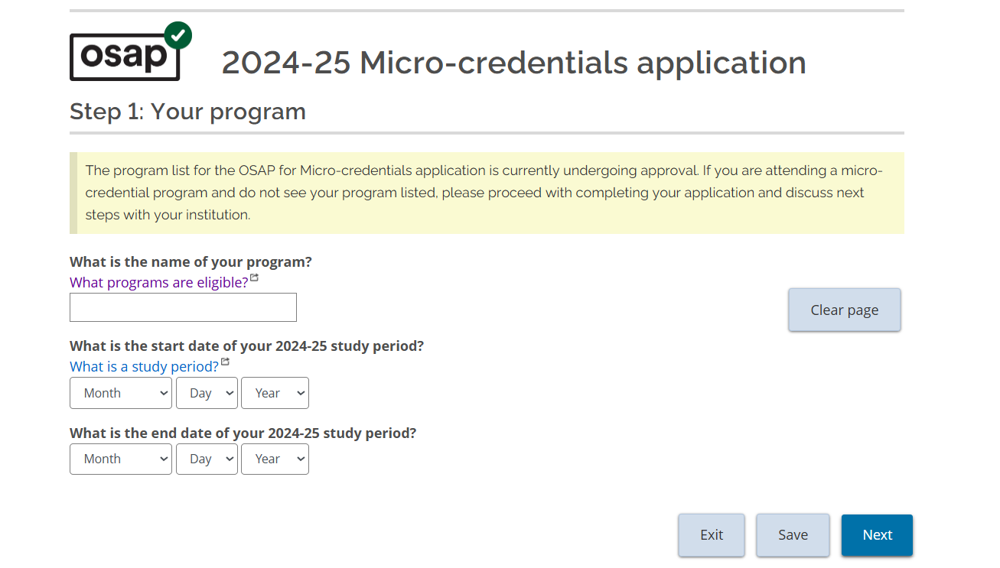 osap
2024-25 Micro-credentials application
Step 1: Your program
The program list for the OSAP for Micro-credentials application is currently undergoing approval. If you are attending a micro-
credential program and do not see your program listed, please proceed with completing your application and discuss next
steps with your institution.
What is the name of your program?
What programs are eligible?
Clear page
What is the start date of your 2024-25 study period?
What is a study period?
Month Day Year
What is the end date of your 2024-25 study period?
Month Day Year
Exit Save Next